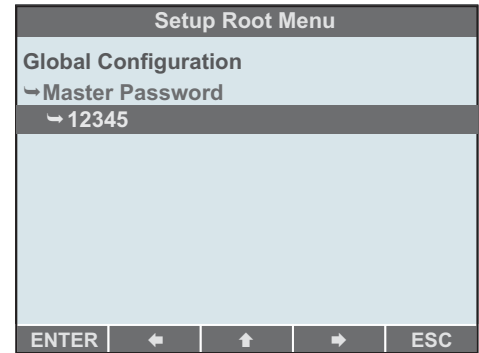 Setup Root Menu
Global Configuration
➥Master Password
➥12345
ENTER ← ↑ → ESC